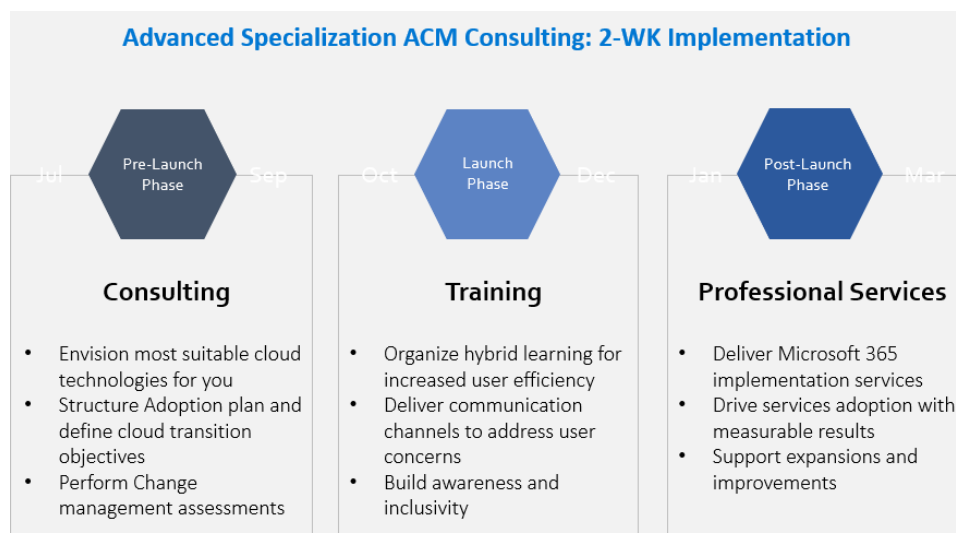 Advanced Specialization ACM Consulting: 2-WK Implementation
Jul
Pre-Launch
Phase
Sep
Oct
Launch
Phase
Dec
Jan
Post-Launch
Phase
Mar
Consulting
• Envision most suitable cloud
technologies for you
• Structure Adoption plan and
define cloud transition
objectives
• Perform Change
management assessments
Training
• Organize hybrid learning for
increased user efficiency
• Deliver communication
channels to address user
concerns
• Build awareness and
inclusivity
Professional Services
• Deliver Microsoft 365
implementation services
• Drive services adoption with
measurable results
• Support expansions and
improvements